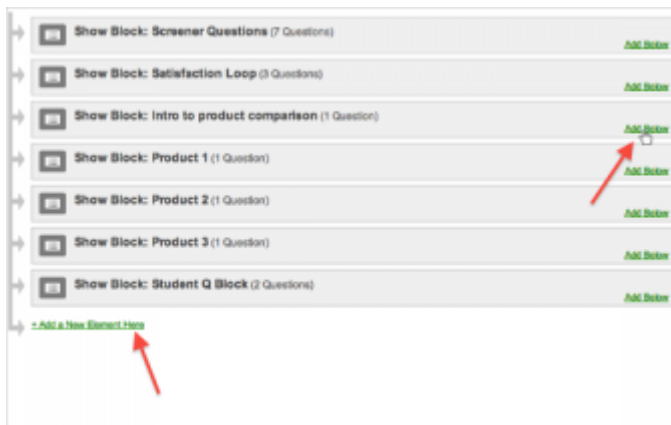 Show Block: Screener Questions (7 Questions)
Add Below
Show Block: Satisfaction Loop (3 Questions)
Add Below
Show Block: Intro to product comparison (1 Question)
Add Below
Show Block: Product 1 (1 Question)
Add Below
Show Block: Product 2 (1 Question)
Add Below
Show Block: Product 3 (1 Question)
Add Below
Show Block: Student Q Block (2 Questions)
Add Below
+ Add a New Element Here